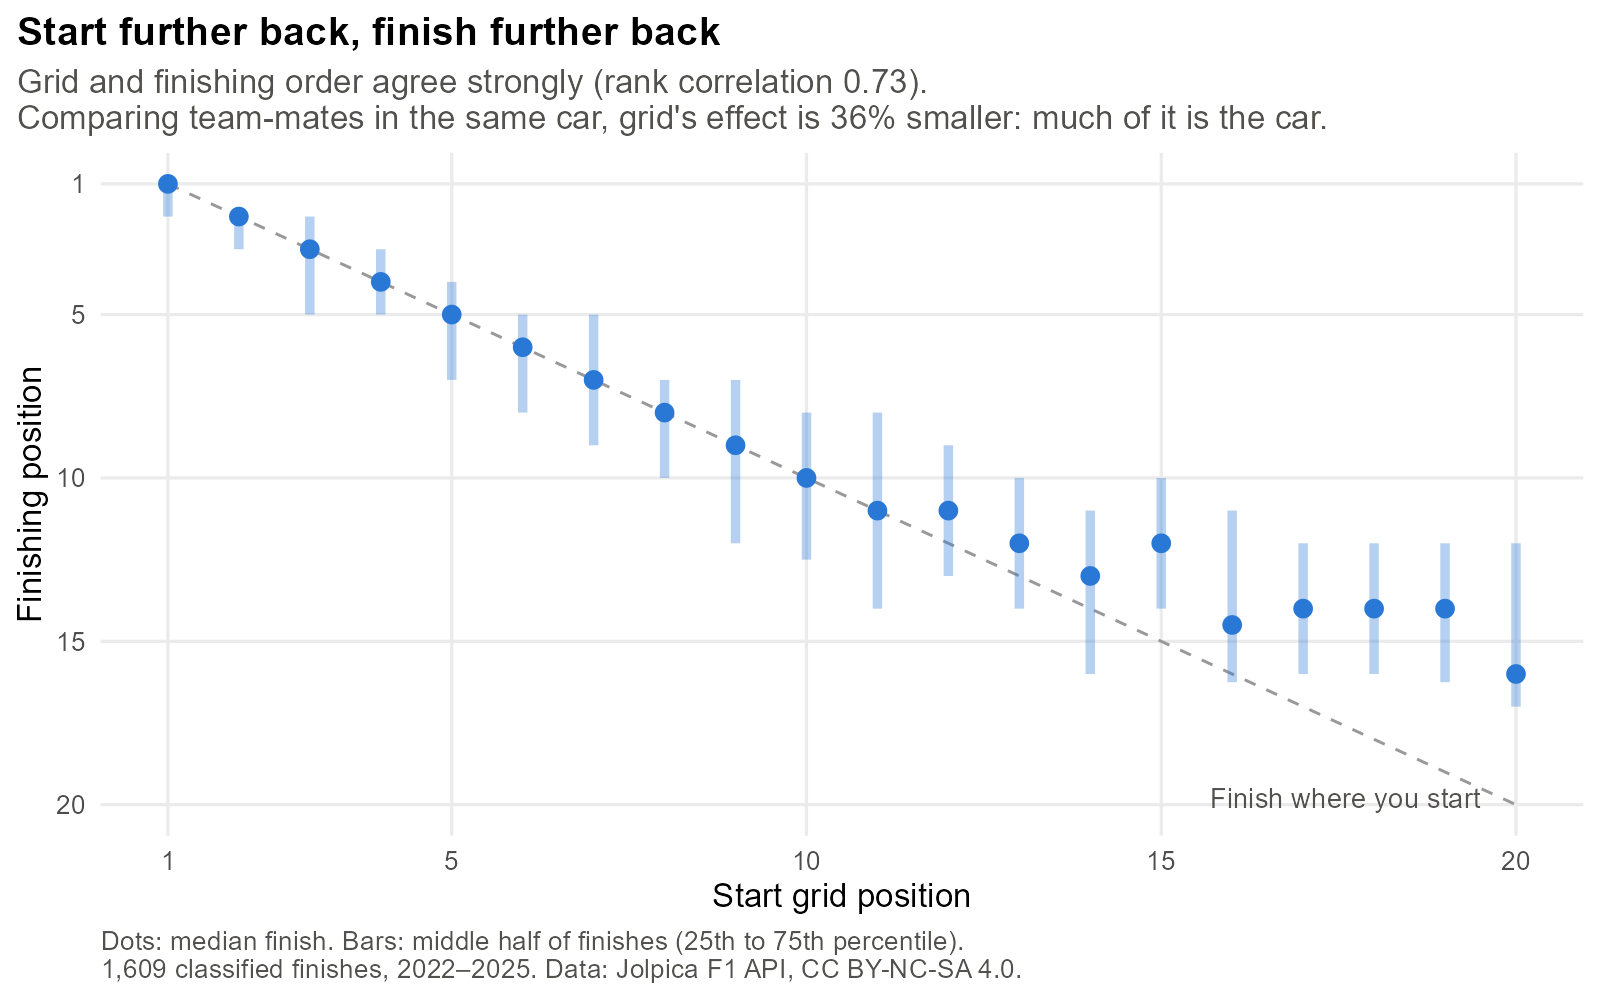 Start further back, finish further back
Grid and finishing order agree strongly (rank correlation 0.73).
Comparing team-mates in the same car, grid's effect is 36% smaller: much of it is the car.
Finishing position
1
5
10
15
20
Finish where you start
1
5
10
15
20
Start grid position
Dots: median finish. Bars: middle half of finishes (25th to 75th percentile).
1,609 classified finishes, 2022–2025. Data: Jolpica F1 API, CC BY-NC-SA 4.0.